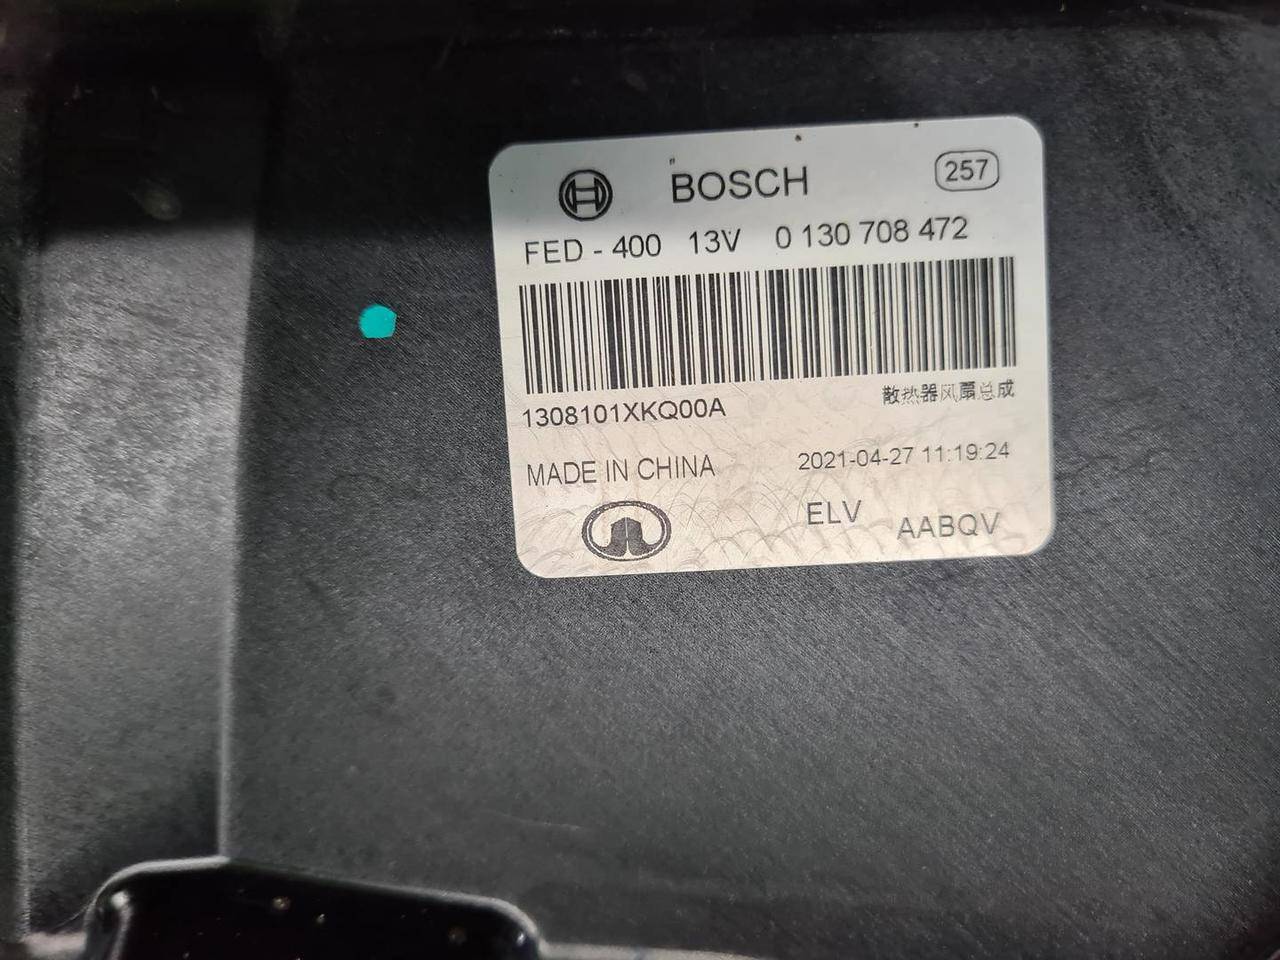 BOSCH 257
FED - 400 13V 0 130 708 472
1308101XKQ00A 散热器风扇总成
MADE IN CHINA 2021-04-27 11:19:24
ELV AABQV